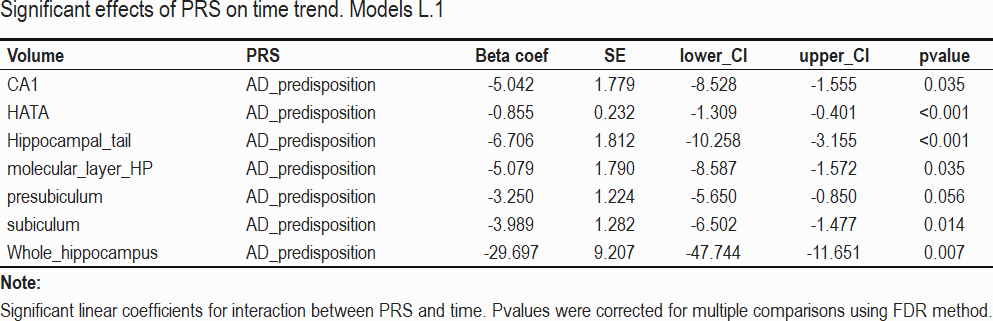 Significant effects of PRS on time trend. Models L.1
Volume PRS Beta coef SE lower_CI upper_CI pvalue
CA1 AD_predisposition -5.042 1.779 -8.528 -1.555 0.035
HATA AD_predisposition -0.855 0.232 -1.309 -0.401 <0.001
Hippocampal_tail AD_predisposition -6.706 1.812 -10.258 -3.155 <0.001
molecular_layer_HP AD_predisposition -5.079 1.790 -8.587 -1.572 0.035
presubiculum AD_predisposition -3.250 1.224 -5.650 -0.850 0.056
subiculum AD_predisposition -3.989 1.282 -6.502 -1.477 0.014
Whole_hippocampus AD_predisposition -29.697 9.207 -47.744 -11.651 0.007
Note:
Significant linear coefficients for interaction between PRS and time. Pvalues were corrected for multiple comparisons using FDR method.